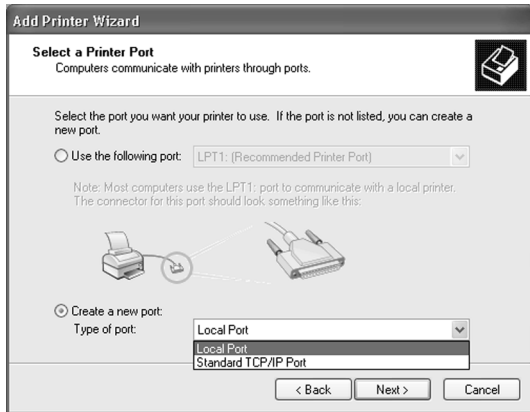 Add Printer Wizard
Select a Printer Port
Computers communicate with printers through ports.
Select the port you want your printer to use. If the port is not listed, you can create a
new port.
Use the following port: LPT1: (Recommended Printer Port)
Note: Most computers use the LPT1: port to communicate with a local printer.
The connector for this port should look something like this:
Create a new port:
Type of port: Local Port
Local Port
Standard TCP/IP Port
< Back Next > Cancel